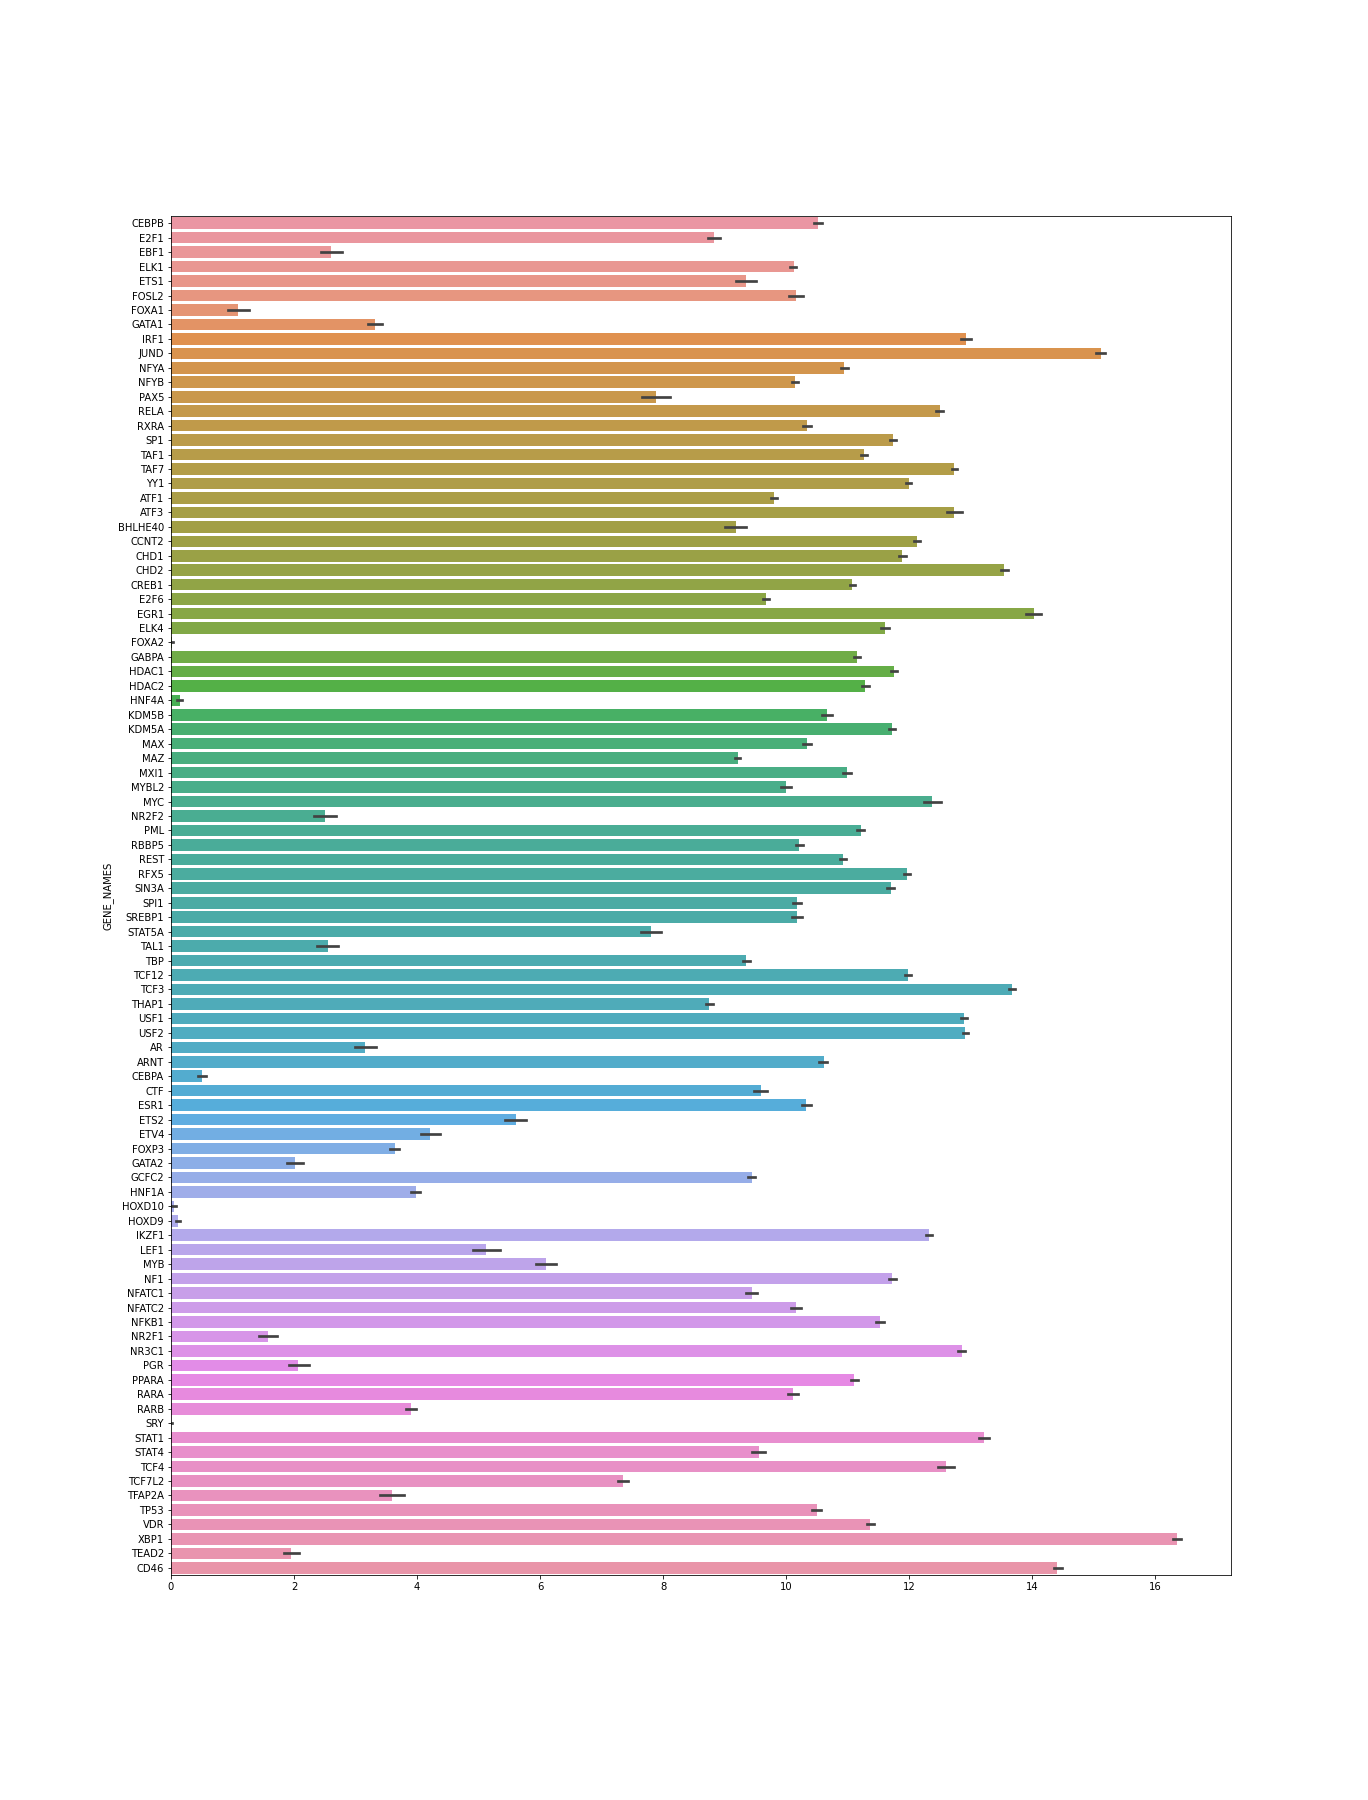 CEBPB
E2F1
EBF1
ELK1
ETS1
FOSL2
FOXA1
GATA1
IRF1
JUND
NFYA
NFYB
PAX5
RELA
RXRA
SP1
TAF1
TAF7
YY1
ATF1
ATF3
BHLHE40
CCNT2
CHD1
CHD2
CREB1
E2F6
EGR1
ELK4
FOXA2
GABPA
HDAC1
HDAC2
HNF4A
KDM5B
KDM5A
MAX
MAZ
MXI1
MYBL2
MYC
NR2F2
PML
RBBP5
REST
RFX5
SIN3A
SPI1
SREBP1
STAT5A
TAL1
TBP
TCF12
TCF3
THAP1
USF1
USF2
AR
ARNT
CEBPA
CTF
ESR1
ETS2
ETV4
FOXP3
GATA2
GCFC2
HNF1A
HOXD10
HOXD9
IKZF1
LEF1
MYB
NF1
NFATC1
NFATC2
NFKB1
NR2F1
NR3C1
PGR
PPARA
RARA
RARB
SRY
STAT1
STAT4
TCF4
TCF7L2
TFAP2A
TP53
VDR
XBP1
TEAD2
CD46
GENE_NAMES
0 2 4 6 8 10 12 14 16